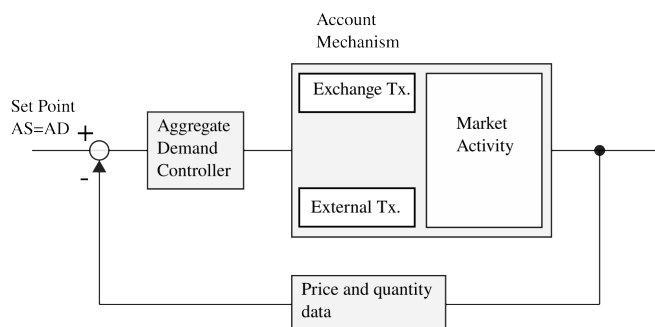 Account
Mechanism
Set Point
AS=AD
+
-
Aggregate
Demand
Controller
Exchange Tx.
External Tx.
Market
Activity
Price and quantity
data